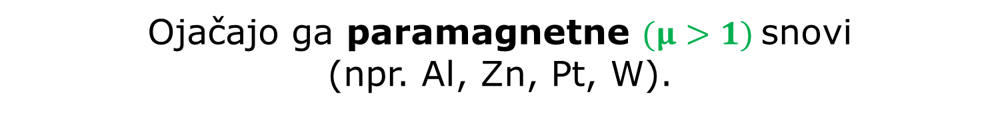 Ojačajo ga paramagnetne (μ > 1) snovi
(npr. Al, Zn, Pt, W).